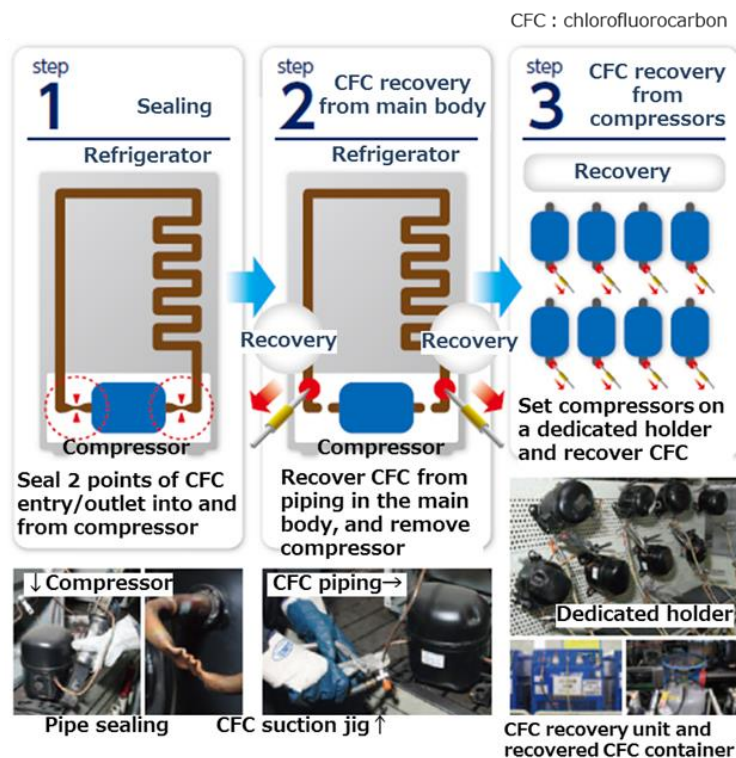 CFC : chlorofluorocarbon
step
1
Sealing
Refrigerator
Compressor
Seal 2 points of CFC
entry/outlet into and
from compressor
step
2
CFC recovery
from main body
Refrigerator
Recovery
Recovery
Compressor
Recover CFC from
piping in the main
body, and remove
compressor
step
3
CFC recovery
from
compressors
Recovery
Set compressors on
a dedicated holder
and recover CFC
↓Compressor
Pipe sealing
CFC piping→
CFC suction jig↑
Dedicated holder
CFC recovery unit and
recovered CFC container